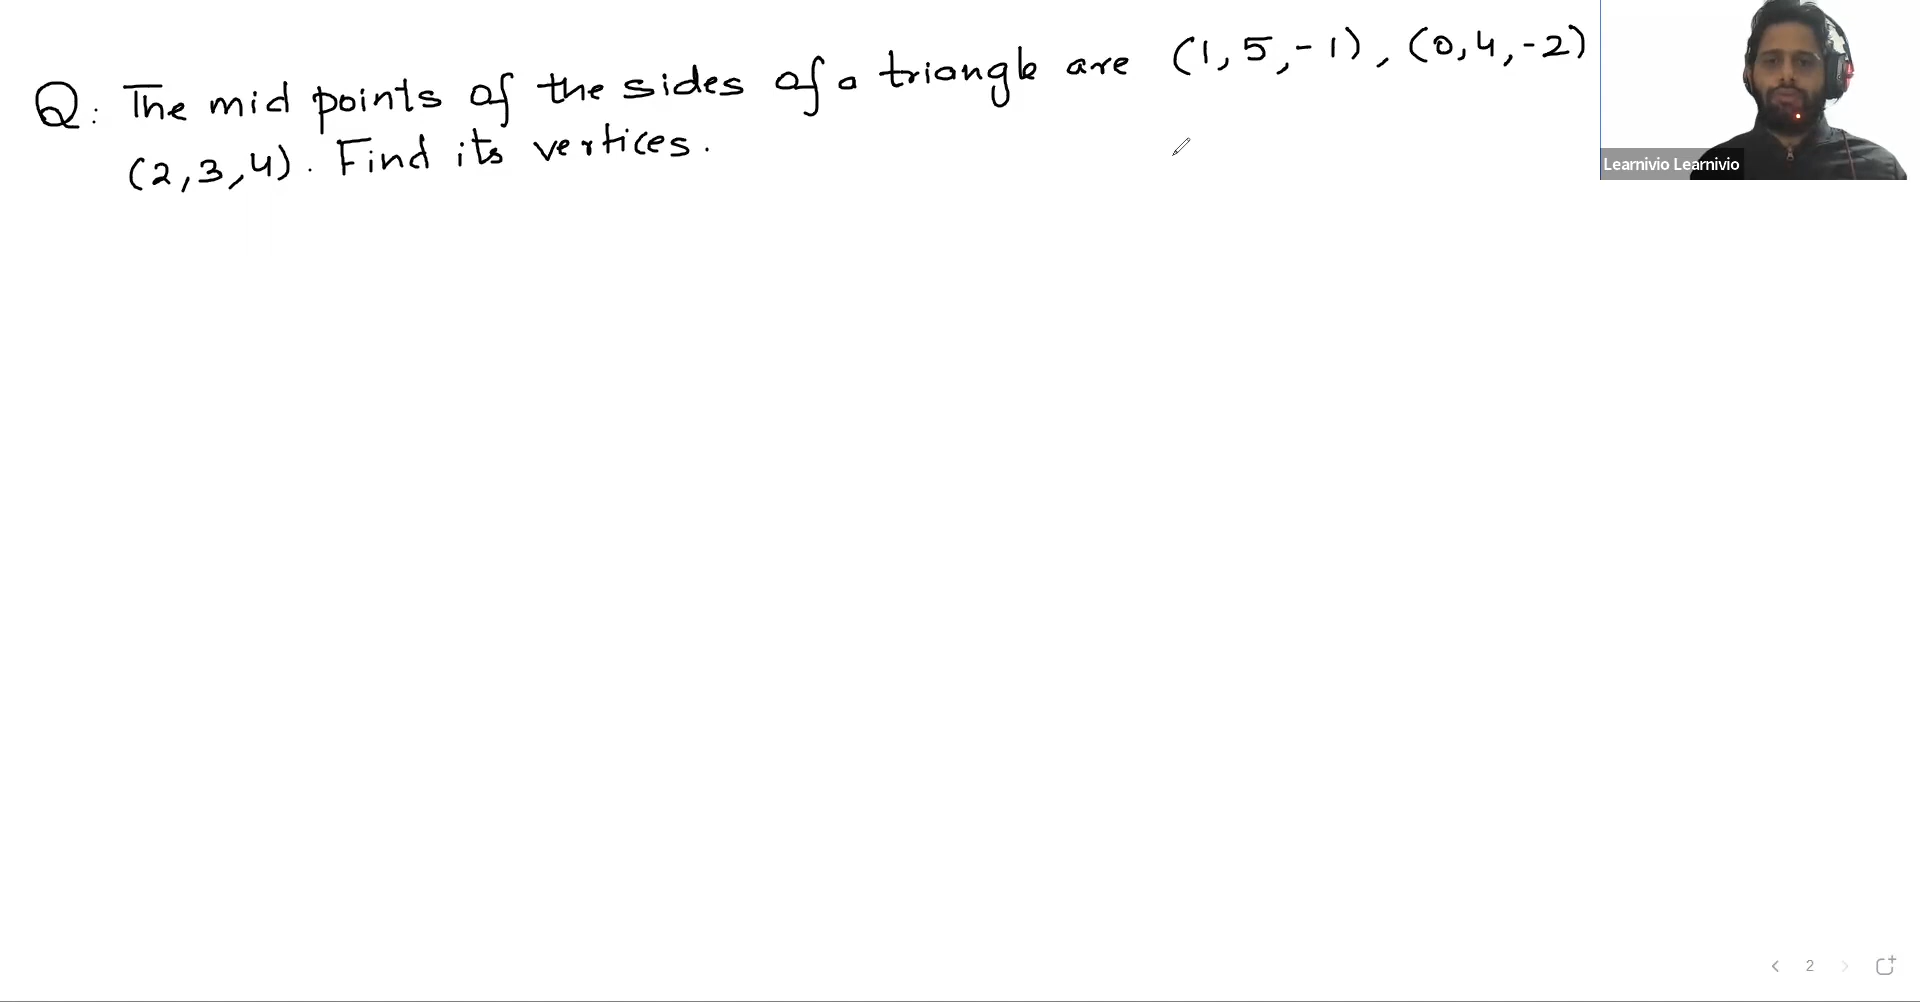 Q: The mid points of the sides of a triangle are (1,5,-1), (0,4,-2)
(2,3,4). Find its vertices.
Learnivio Learnivio
2